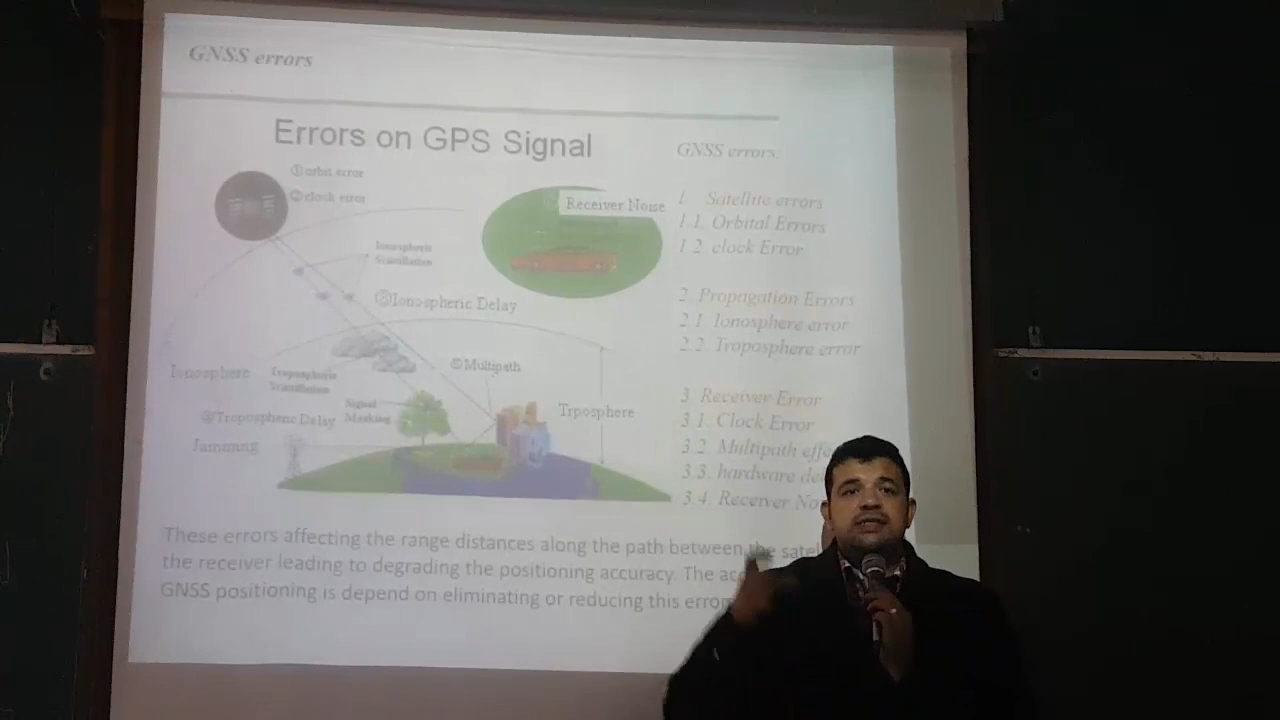 GNSS errors
Errors on GPS Signal
①orbit error
②clock error
Receiver Noise
Ionospheric
Scintillation
③Ionospheric Delay
Multipath
Ionosphere
Tropospheric
Scintillation
Signal
Masking
④Tropospheric Delay
Trposphere
Jamming
GNSS errors:
1. Satellite errors
1.1. Orbital Errors
1.2. clock Error
2. Propagation Errors
2.1. Ionosphere error
2.2. Troposphere error
3. Receiver Error
3.1. Clock Error
3.2. Multipath
3.3. hardware
3.4. Receiver
These errors affecting the range distances along the path between the
the receiver leading to degrading the positioning accuracy. The
GNSS positioning is depend on eliminating or reducing this